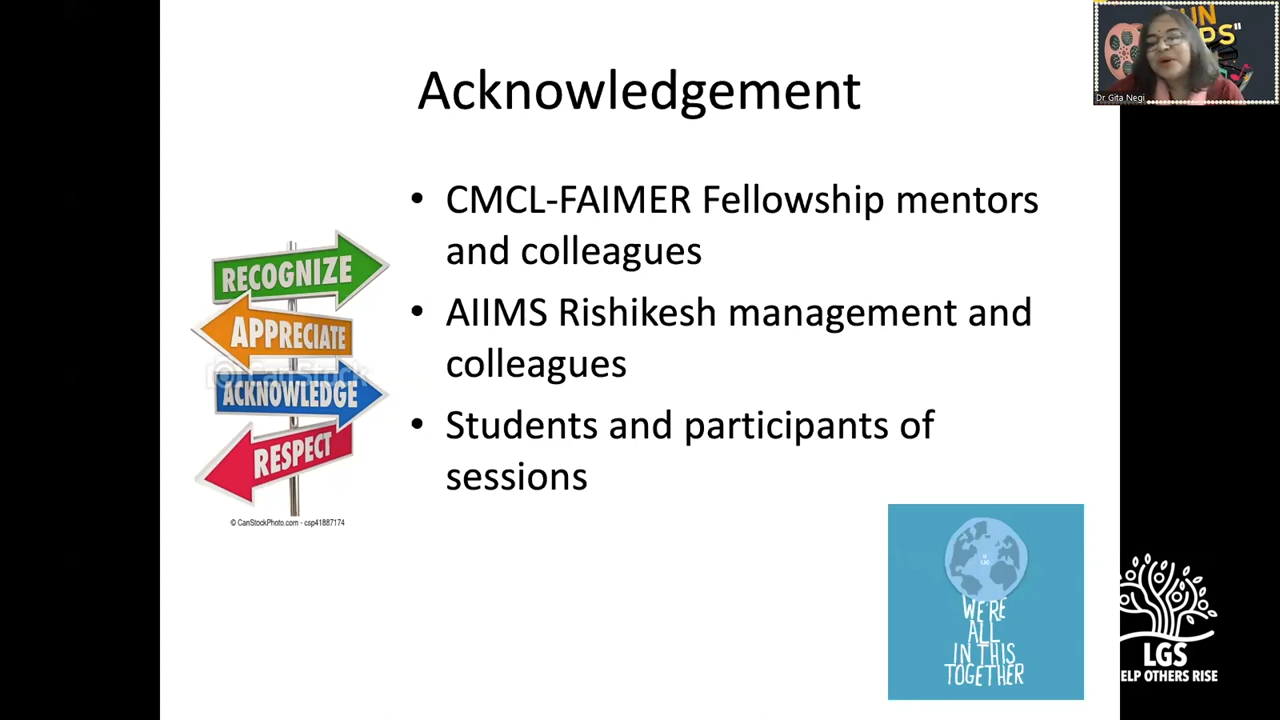 Acknowledgement
• CMCL-FAIMER Fellowship mentors
and colleagues
• AIIMS Rishikesh management and
colleagues
• Students and participants of
sessions
RECOGNIZE
APPRECIATE
CanStock
ACKNOWLEDGE
RESPECT
© CanStockPhoto.com - csp41887174
WE'RE
ALL
IN THIS
TOGETHER
Dr Gita Negi
LGS
ELP OTHERS RISE